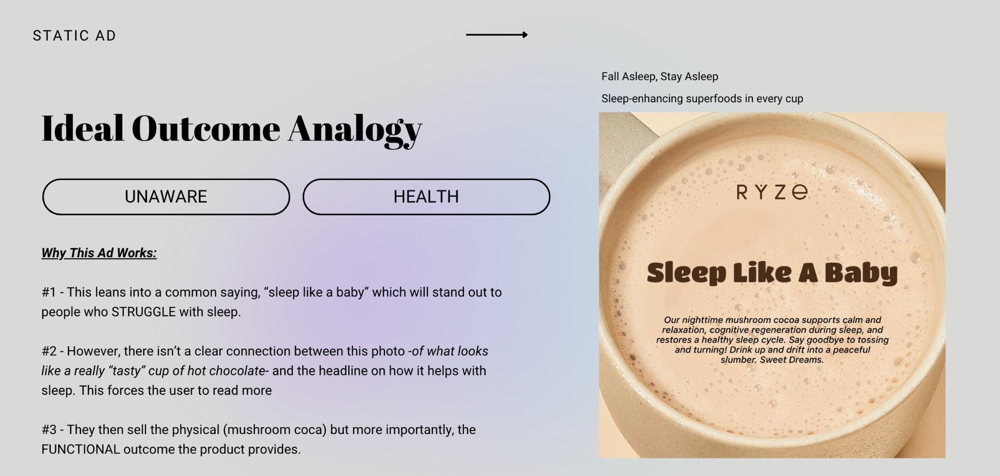 STATIC AD
Ideal Outcome Analogy
UNAWARE
HEALTH
Why This Ad Works:
#1 - This leans into a common saying, “sleep like a baby” which will stand out to
people who STRUGGLE with sleep.
#2 - However, there isn’t a clear connection between this photo -of what looks
like a really “tasty” cup of hot chocolate- and the headline on how it helps with
sleep. This forces the user to read more
#3 - They then sell the physical (mushroom coca) but more importantly, the
FUNCTIONAL outcome the product provides.
Fall Asleep, Stay Asleep
Sleep-enhancing superfoods in every cup
RYZE
Sleep Like A Baby
Our nighttime mushroom cocoa supports calm and
relaxation, cognitive regeneration during sleep, and
restores a healthy sleep cycle. Say goodbye to tossing
and turning! Drink up and drift into a peaceful
slumber. Sweet Dreams.